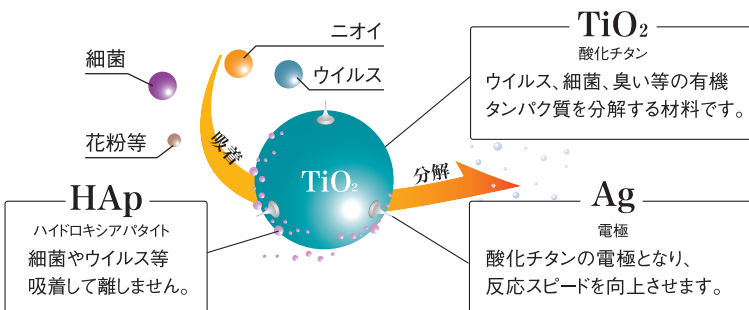 ニオイ
細菌
ウイルス
花粉等
吸着
TiO₂
分解
TiO₂
酸化チタン
ウイルス、細菌、臭い等の有機
タンパク質を分解する材料です。
HAp
ハイドロキシアパタイト
細菌やウイルス等
吸着して離しません。
Ag
電極
酸化チタンの電極となり、
反応スピードを向上させます。